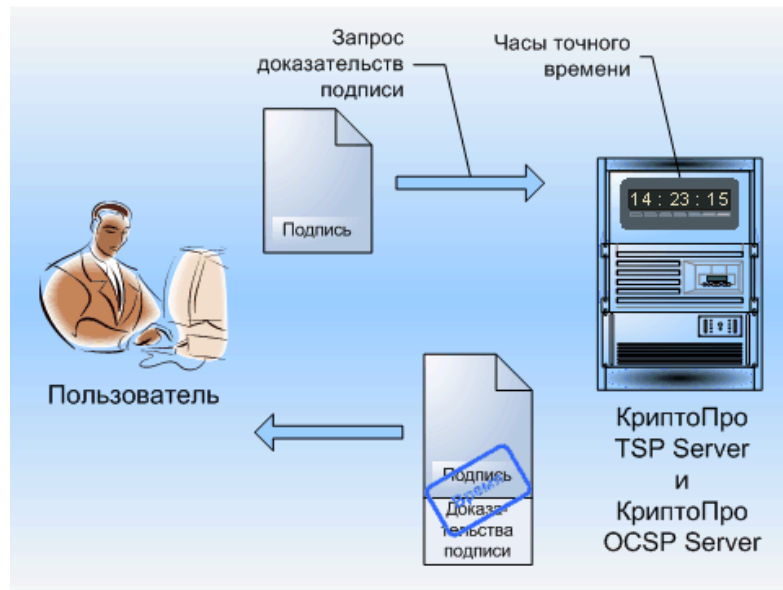 Запрос
доказательств
подписи
Часы точного
времени
Подпись
14 : 23 : 15
Пользователь
Подпись
Время
Доказа-
тельства
подписи
КриптоПро
TSP Server
и
КриптоПро
OCSP Server